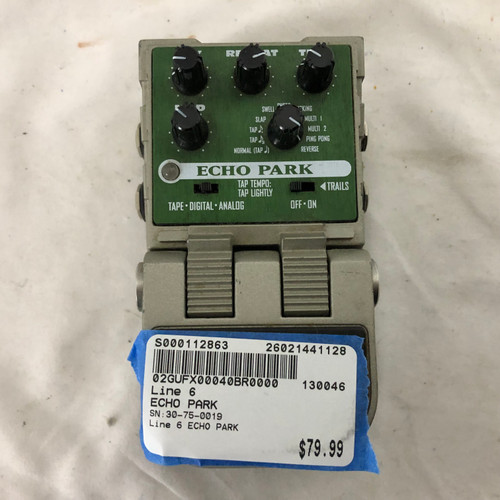 SWELL
SLAP
MULTI 1
TAP ♪
MULTI 2
TAP ♪
PING PONG
NORMAL (TAP ♪)
REVERSE
ECHO PARK
TAP TEMPO:
TAP LIGHTLY
◄TRAILS
TAPE • DIGITAL • ANALOG
OFF • ON
S000112863 26021441128
02GUFX00040BR0000 130046
Line 6
ECHO PARK
SN:30-75-0019
Line 6 ECHO PARK
$79.99